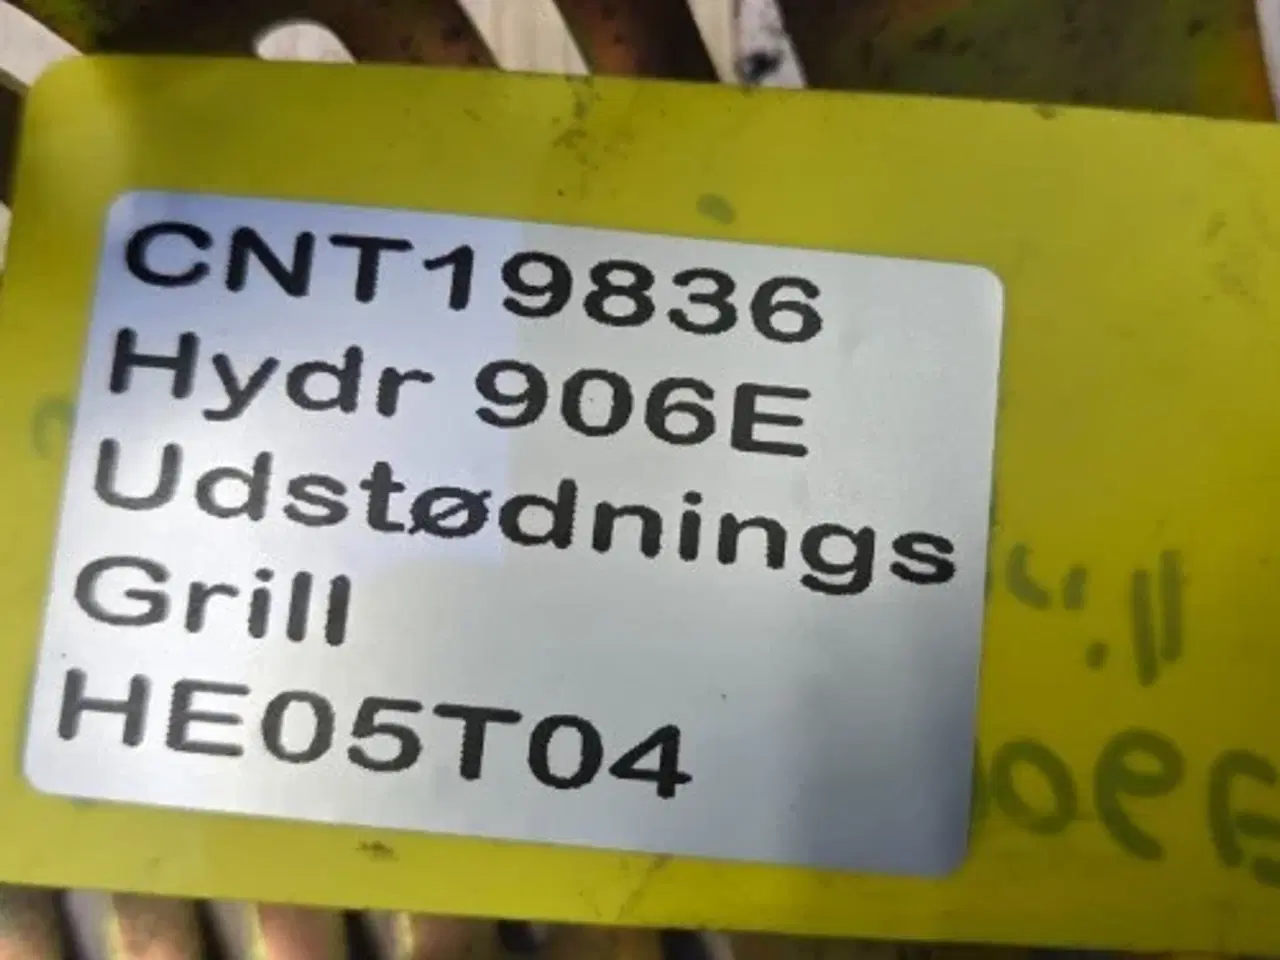 CNT19836
Hydr 906E
Udstødnings
Grill
HE05T04